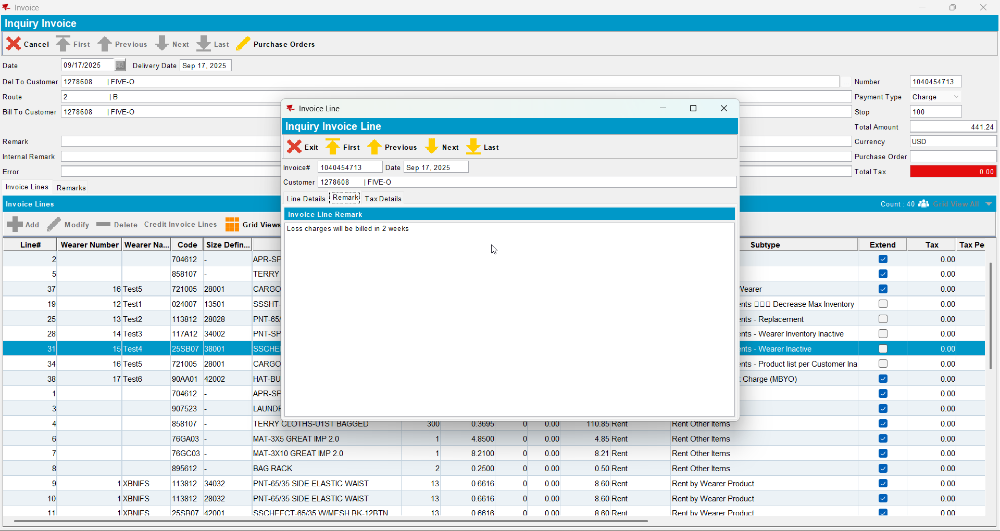 Invoice
Inquiry Invoice
Cancel First Previous Next Last Purchase Orders
Date 09/17/2025 Delivery Date Sep 17, 2025
Del To Customer 1278608 | FIVE-O ... Number 1040454713
Route 2 | B Payment Type Charge
Bill To Customer 1278608 | FIVE-O Stop 100
Total Amount 441.24
Remark Currency USD
Internal Remark Purchase Order
Error Total Tax 0.00
Invoice Lines Remarks
Invoice Lines Count : 40 Grid View All
Add Modify Delete Credit Invoice Lines Grid Views
Invoice Line
Inquiry Invoice Line
Exit First Previous Next Last
Invoice# 1040454713 Date Sep 17, 2025
Customer 1278608 | FIVE-O
Line Details Remark Tax Details
Invoice Line Remark
Loss charges will be billed in 2 weeks
Line# Wearer Number Wearer Na... Code Size Defin... Subtype Extend Tax Tax Pe
2 704612 - APR-SF 0.00
5 858107 - TERRY 0.00
37 16 Test5 721005 28001 CARGO Wearer 0.00
19 12 Test1 024007 13501 SSSHT- ents □□□ Decrease Max Inventory 0.00
25 13 Test2 113812 28028 PNT-65/ ents - Replacement 0.00
28 14 Test3 117A12 34002 PNT-SP ents - Wearer Inventory Inactive 0.00
31 15 Test4 25SB07 38001 SSCHE ents - Wearer Inactive 0.00
34 16 Test5 721005 28001 CARGO ents - Product list per Customer Ina 0.00
38 17 Test6 90AA01 42002 HAT-BU t Charge (MBYO) 0.00
1 704612 - APR-SF 0.00
3 907523 - LAUND 0.00
4 858107 - TERRY CLOTHS-U1ST BAGGED 300 0.3695 0 0.00 110.85 Rent Rent Other Items 0.00
6 76GA03 - MAT-3X5 GREAT IMP 2.0 1 4.8500 0 0.00 4.85 Rent Rent Other Items 0.00
7 76GC03 - MAT-3X10 GREAT IMP 2.0 1 8.2100 0 0.00 8.21 Rent Rent Other Items 0.00
8 895612 - BAG RACK 2 0.2500 0 0.00 0.50 Rent Rent Other Items 0.00
9 1 XBNIFS 113812 34032 PNT-65/35 SIDE ELASTIC WAIST 13 0.6616 0 0.00 8.60 Rent Rent by Wearer Product 0.00
10 1 XBNIFS 113812 28032 PNT-65/35 SIDE ELASTIC WAIST 13 0.6616 0 0.00 8.60 Rent Rent by Wearer Product 0.00
11 1 XBNIFS 25SB07 42001 SSCHEFCT-65/35 W/MESH BK-12BTN 13 0.6616 0 0.00 8.60 Rent Rent by Wearer Product 0.00